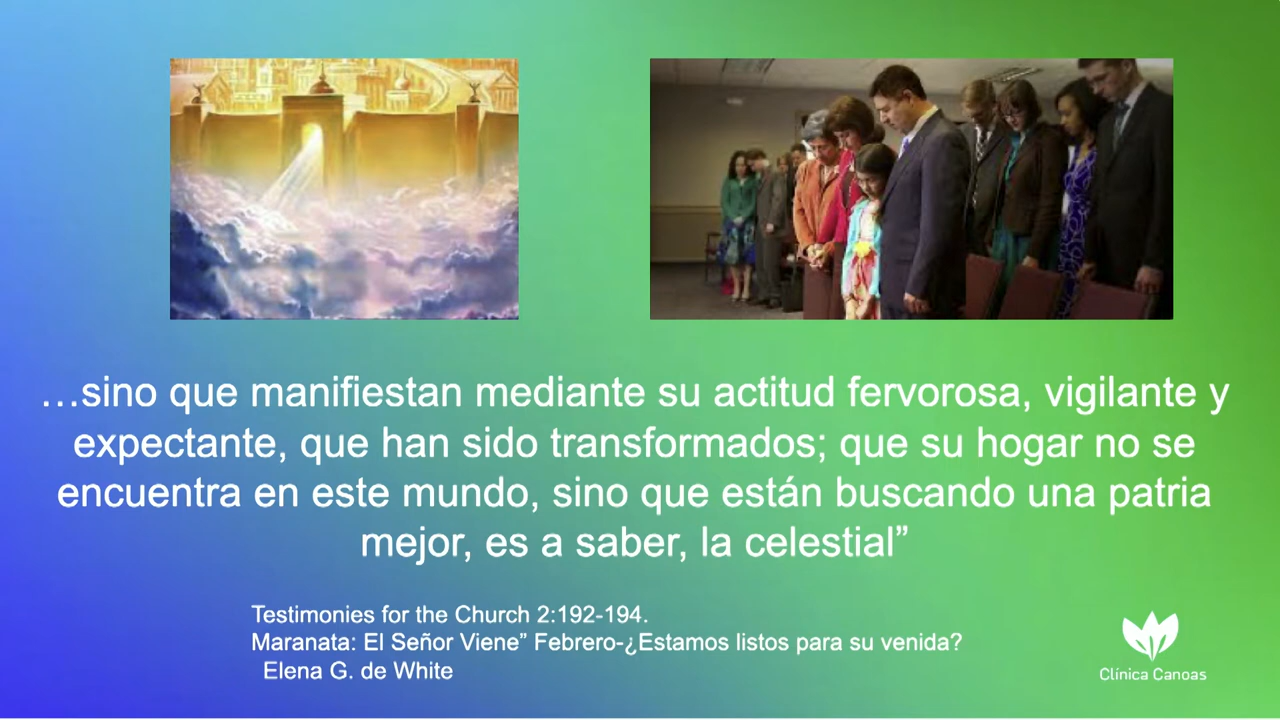 …sino que manifiestan mediante su actitud fervorosa, vigilante y
expectante, que han sido transformados; que su hogar no se
encuentra en este mundo, sino que están buscando una patria
mejor, es a saber, la celestial”
Testimonies for the Church 2:192-194.
Maranata: El Señor Viene” Febrero-¿Estamos listos para su venida?
Elena G. de White
Clínica Canoas